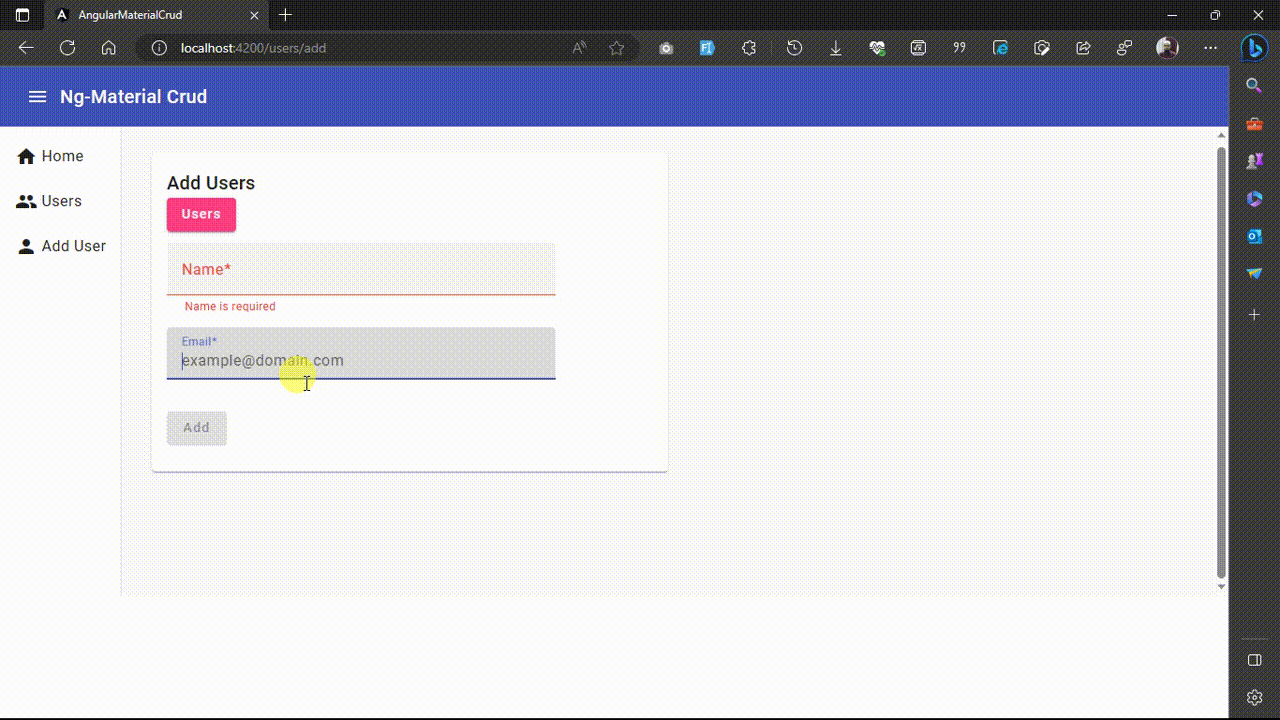 AngularMaterialCrud
localhost:4200/users/add
Ng-Material Crud
Home
Users
Add User
Add Users
Users
Name*
Name is required
Email*
example@domain.com
Add